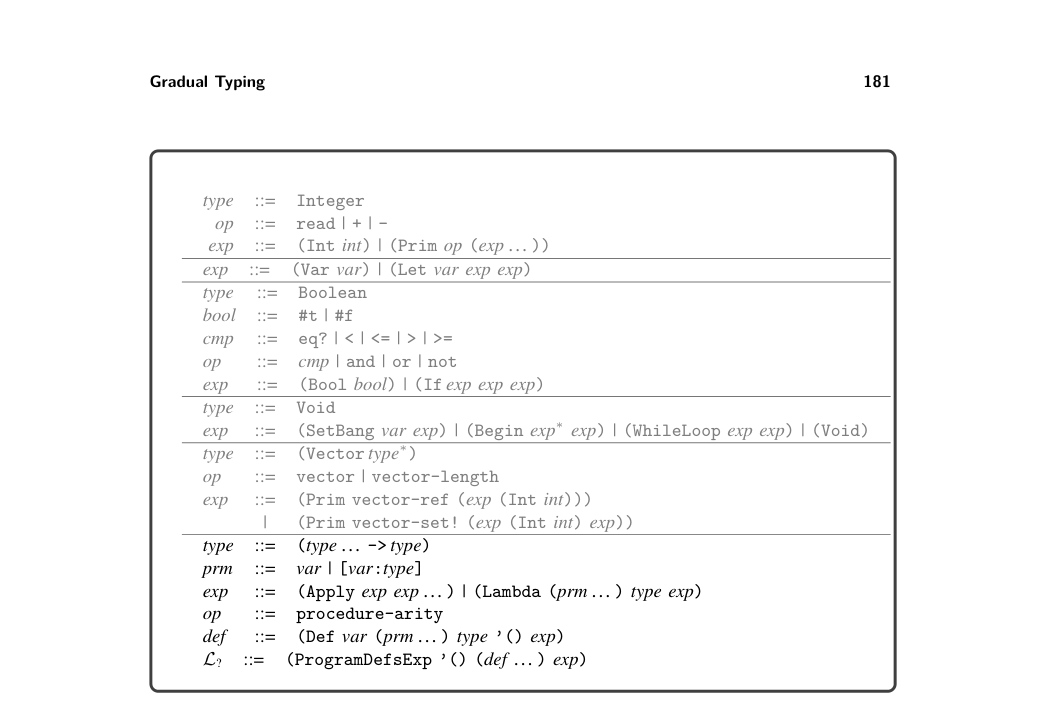 Gradual Typing 181
type ::= Integer
op ::= read | + | -
exp ::= (Int int) | (Prim op (exp ... ))
exp ::= (Var var) | (Let var exp exp)
type ::= Boolean
bool ::= #t | #f
cmp ::= eq? | < | <= | > | >=
op ::= cmp | and | or | not
exp ::= (Bool bool) | (If exp exp exp)
type ::= Void
exp ::= (SetBang var exp) | (Begin exp* exp) | (WhileLoop exp exp) | (Void)
type ::= (Vector type*)
op ::= vector | vector-length
exp ::= (Prim vector-ref (exp (Int int)))
| (Prim vector-set! (exp (Int int) exp))
type ::= (type ... -> type)
prm ::= var | [var:type]
exp ::= (Apply exp exp ... ) | (Lambda (prm ... ) type exp)
op ::= procedure-arity
def ::= (Def var (prm ... ) type '() exp)
ℒ? ::= (ProgramDefsExp '() (def ... ) exp)